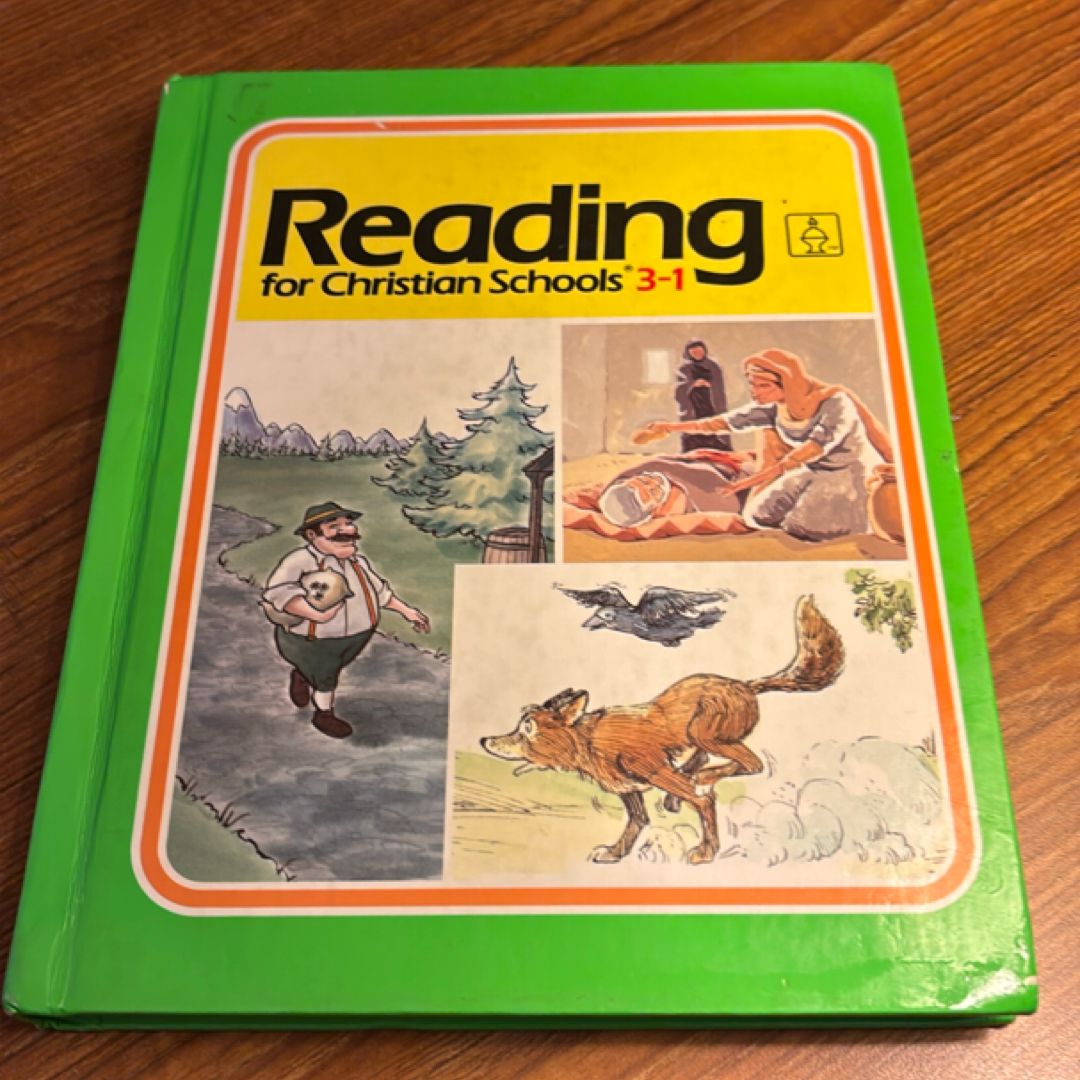 Reading
for Christian Schools® 3-1